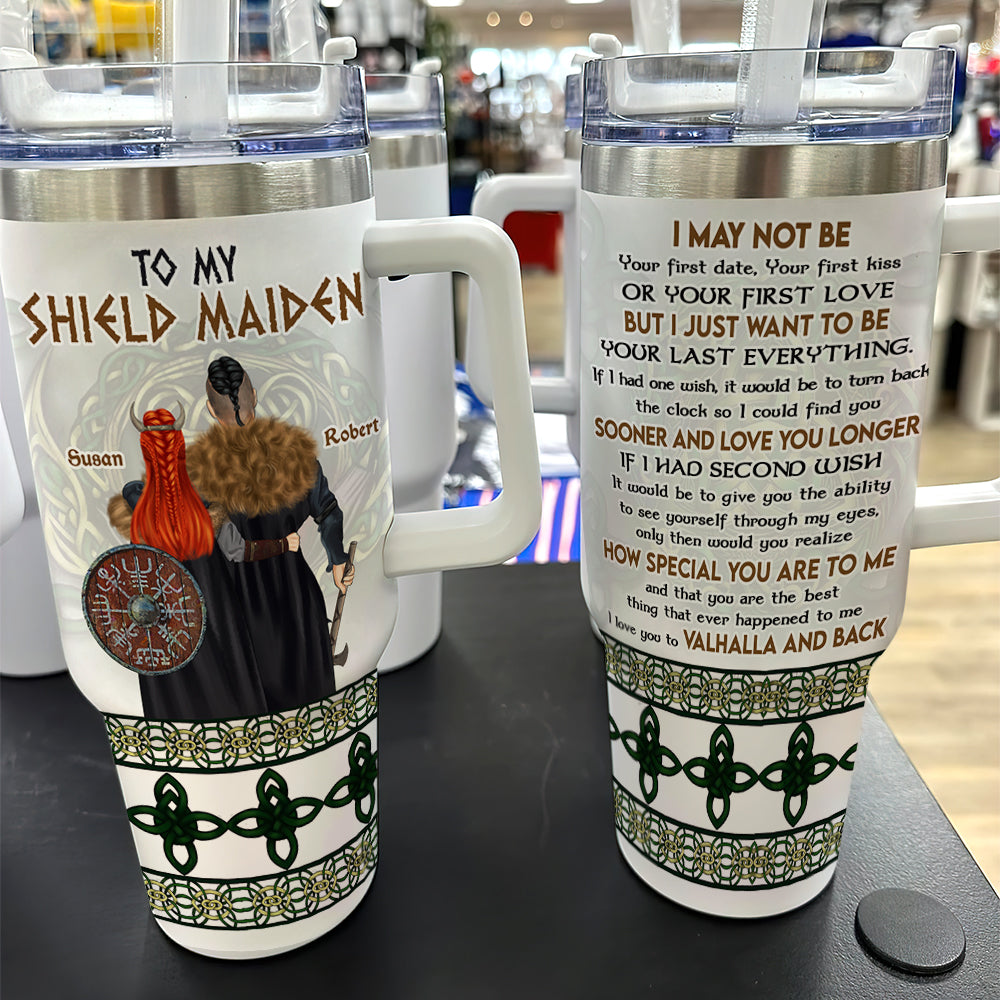 TO MY
SHIELD MAIDEN
Susan
Robert
I MAY NOT BE
Your first date, Your first kiss
OR YOUR FIRST LOVE
BUT I JUST WANT TO BE
YOUR LAST EVERYTHING.
If I had one wish, it would be to turn back
the clock so I could find you
SOONER AND LOVE YOU LONGER
IF I HAD SECOND WISH
It would be to give you the ability
to see yourself through my eyes,
only then would you realize
HOW SPECIAL YOU ARE TO ME
and that you are the best
thing that ever happened to me
I love you to VALHALLA AND BACK